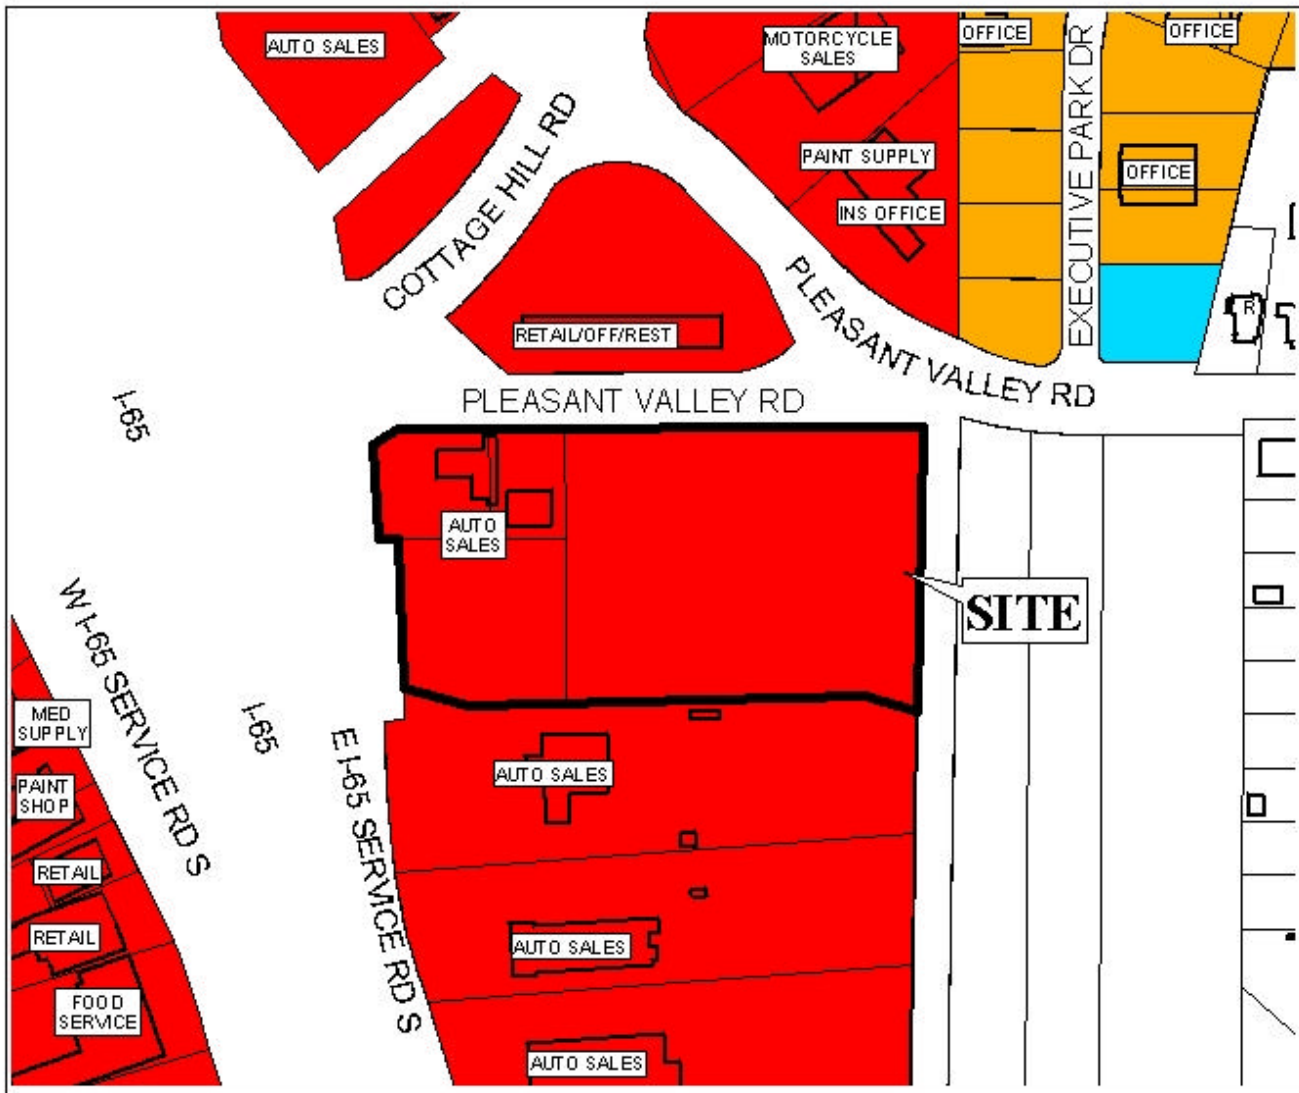 AUTO SALES
MOTORCYCLE
SALES
OFFICE
OFFICE
EXECUTIVE PARK DR
COTTAGE HILL RD
PAINT SUPPLY
OFFICE
INS OFFICE
PLEASANT VALLEY RD
R
RETAIL/OFF/REST
PLEASANT VALLEY RD
I-65
AUTO
SALES
SITE
W I-65 SERVICE RD S
I-65
E I-65 SERVICE RD S
MED
SUPPLY
AUTO SALES
PAINT
SHOP
RETAIL
RETAIL
AUTO SALES
FOOD
SERVICE
AUTO SALES